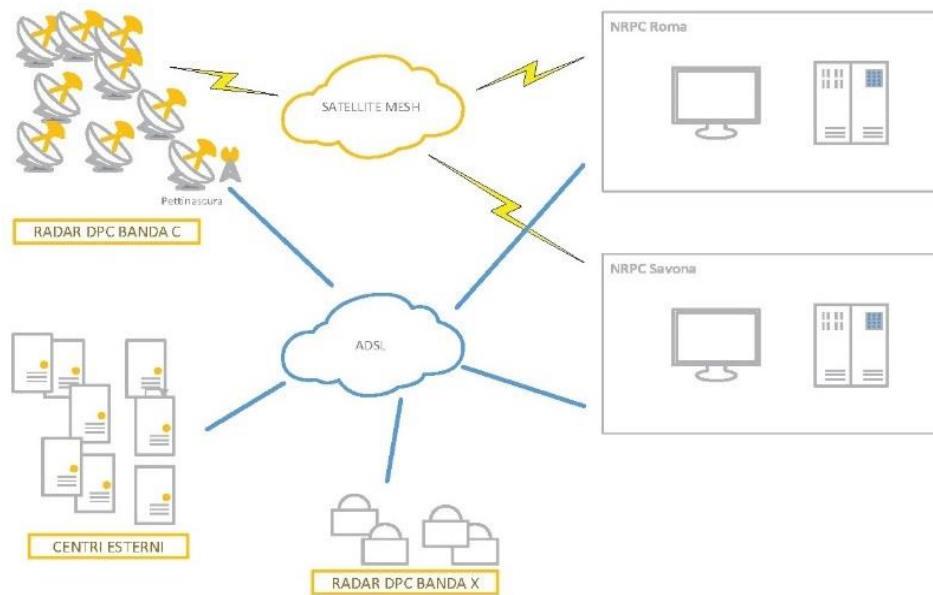 NRPC Roma
SATELLITE MESH
Pettinascura
RADAR DPC BANDA C
NRPC Savona
ADSL
CENTRI ESTERNI
RADAR DPC BANDA X